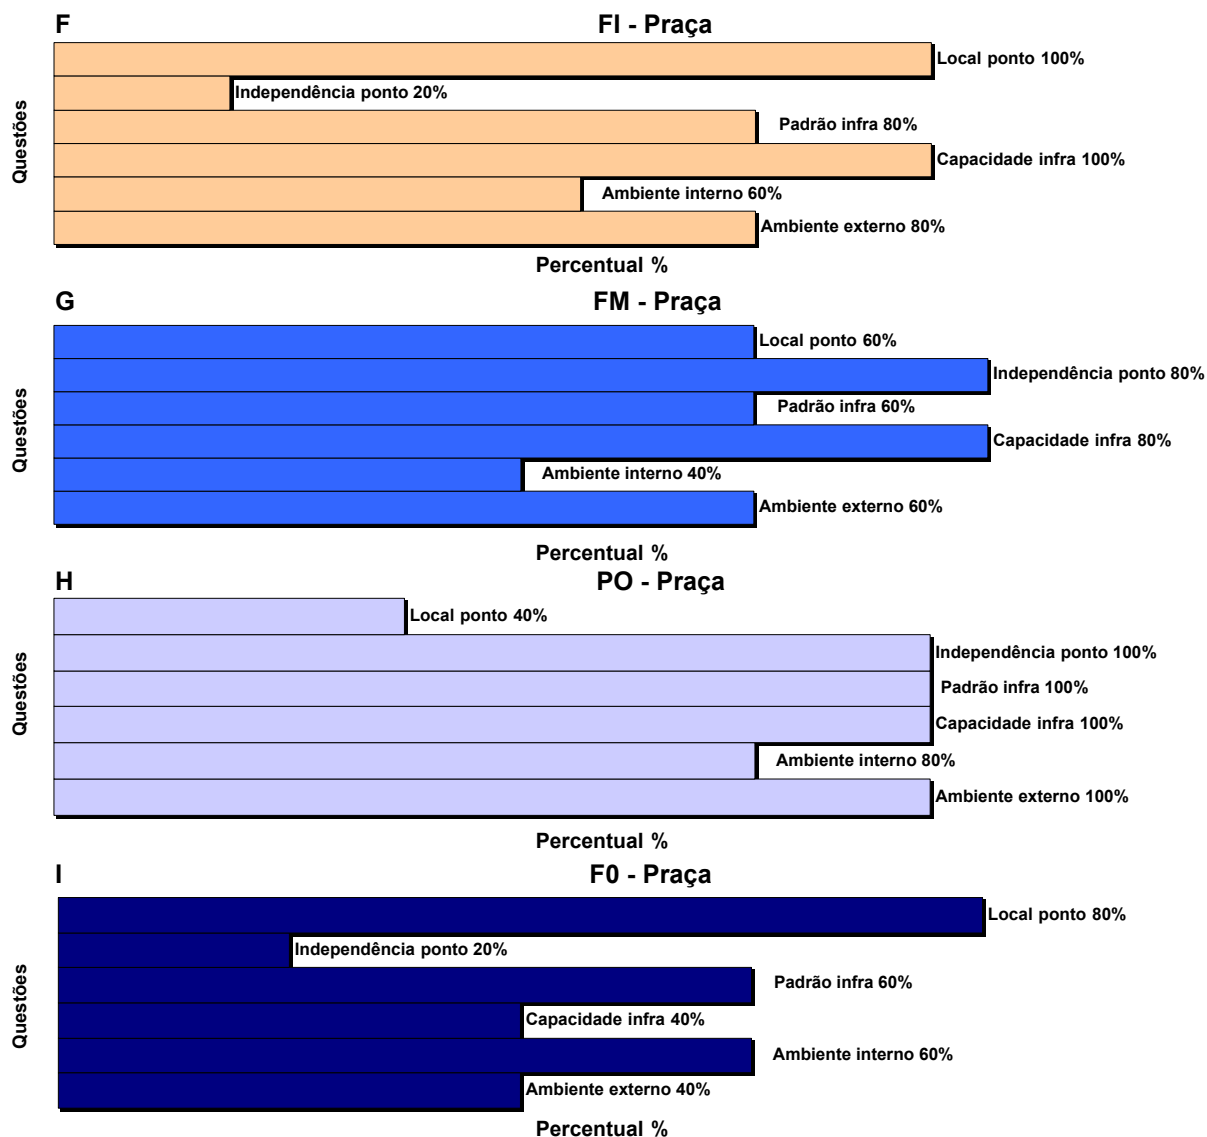 F
FI - Praça
Questões
Local ponto 100%
Independência ponto 20%
Padrão infra 80%
Capacidade infra 100%
Ambiente interno 60%
Ambiente externo 80%
Percentual %
G
FM - Praça
Questões
Local ponto 60%
Independência ponto 80%
Padrão infra 60%
Capacidade infra 80%
Ambiente interno 40%
Ambiente externo 60%
Percentual %
H
PO - Praça
Questões
Local ponto 40%
Independência ponto 100%
Padrão infra 100%
Capacidade infra 100%
Ambiente interno 80%
Ambiente externo 100%
Percentual %
I
F0 - Praça
Questões
Local ponto 80%
Independência ponto 20%
Padrão infra 60%
Capacidade infra 40%
Ambiente interno 60%
Ambiente externo 40%
Percentual %